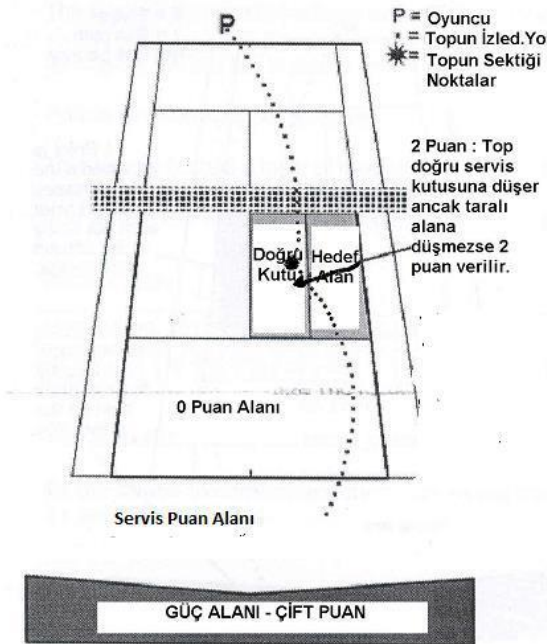 P
P = Oyuncu
= Topun İzled.Yo
= Topun Sektiği
Noktalar
2 Puan : Top
doğru servis
kutusuna düşer
ancak taralı
alana
düşmezse 2
puan verilir.
Doğru Hedef
Kutu Alan
0 Puan Alanı
Servis Puan Alanı
GÜÇ ALANI - ÇİFT PUAN